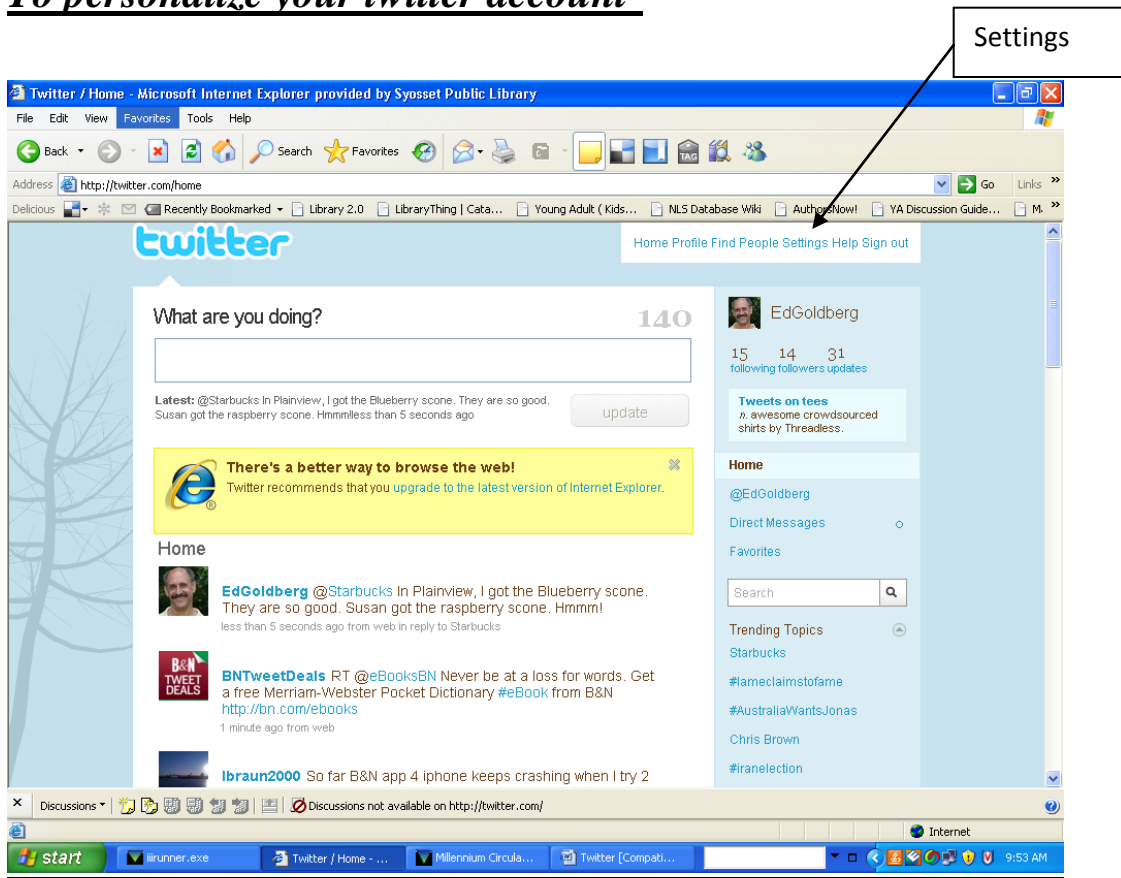 To personalize your twitter account
Settings
Twitter / Home - Microsoft Internet Explorer provided by Syosset Public Library
File Edit View Favorites Tools Help
Back Search Favorites TAG
Address http://twitter.com/home Go Links »
Delicious Recently Bookmarked Library 2.0 LibraryThing | Cata... Young Adult ( Kids... NLS Database Wiki AuthorsNow! YA Discussion Guide... M. »
twitter
Home Profile Find People Settings Help Sign out
What are you doing? 140
Latest: @Starbucks In Plainview, I got the Blueberry scone. They are so good.
Susan got the raspberry scone. Hmmm!less than 5 seconds ago
update
There's a better way to browse the web!
Twitter recommends that you upgrade to the latest version of Internet Explorer.
Home
EdGoldberg @Starbucks In Plainview, I got the Blueberry scone.
They are so good. Susan got the raspberry scone. Hmmm!
less than 5 seconds ago from web in reply to Starbucks
B&N
TWEET
DEALS
BNTweetDeals RT @eBooksBN Never be at a loss for words. Get
a free Merriam-Webster Pocket Dictionary #eBook from B&N
http://bn.com/ebooks
1 minute ago from web
lbraun2000 So far B&N app 4 iphone keeps crashing when I try 2
EdGoldberg
15 14 31
following followers updates
Tweets on tees
n. awesome crowdsourced
shirts by Threadless.
Home
@EdGoldberg
Direct Messages 0
Favorites
Search
Trending Topics
Starbucks
#lameclaimstofame
#AustraliaWantsJonas
Chris Brown
#iranelection
Discussions Discussions not available on http://twitter.com/
Internet
start iiirunner.exe Twitter / Home - ... Millennium Circula... Twitter [Compati... 9:53 AM